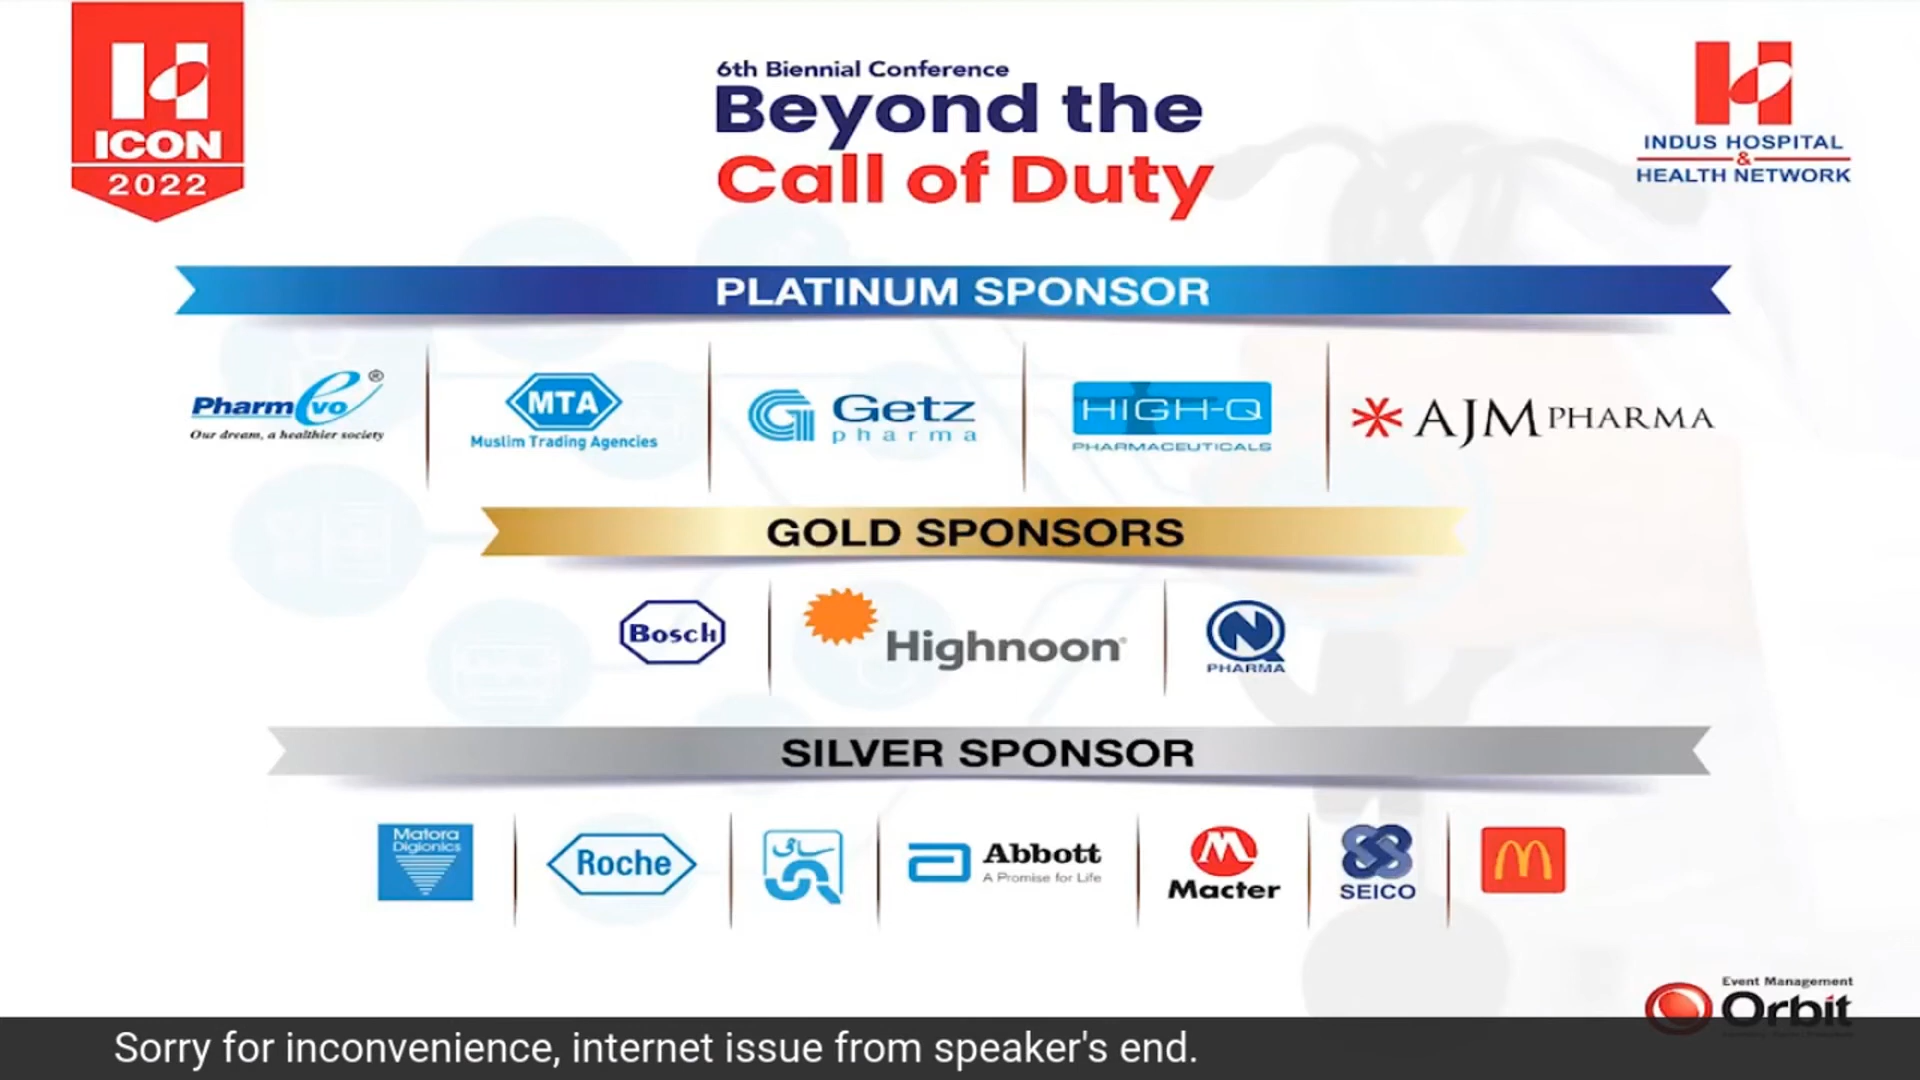 ICON
2022
6th Biennial Conference
Beyond the
Call of Duty
INDUS HOSPITAL
&
HEALTH NETWORK
PLATINUM SPONSOR
PharmEvo®
Our dream, a healthier society
MTA
Muslim Trading Agencies
Getz
pharma
HIGH-Q
PHARMACEUTICALS
AJM PHARMA
GOLD SPONSORS
Bosch
Highnoon
NQ
PHARMA
SILVER SPONSOR
Matora
Digionics
Roche
سامی
Abbott
A Promise for Life
Macter
SEICO
Event Management
Orbit
Sorry for inconvenience, internet issue from speaker's end.